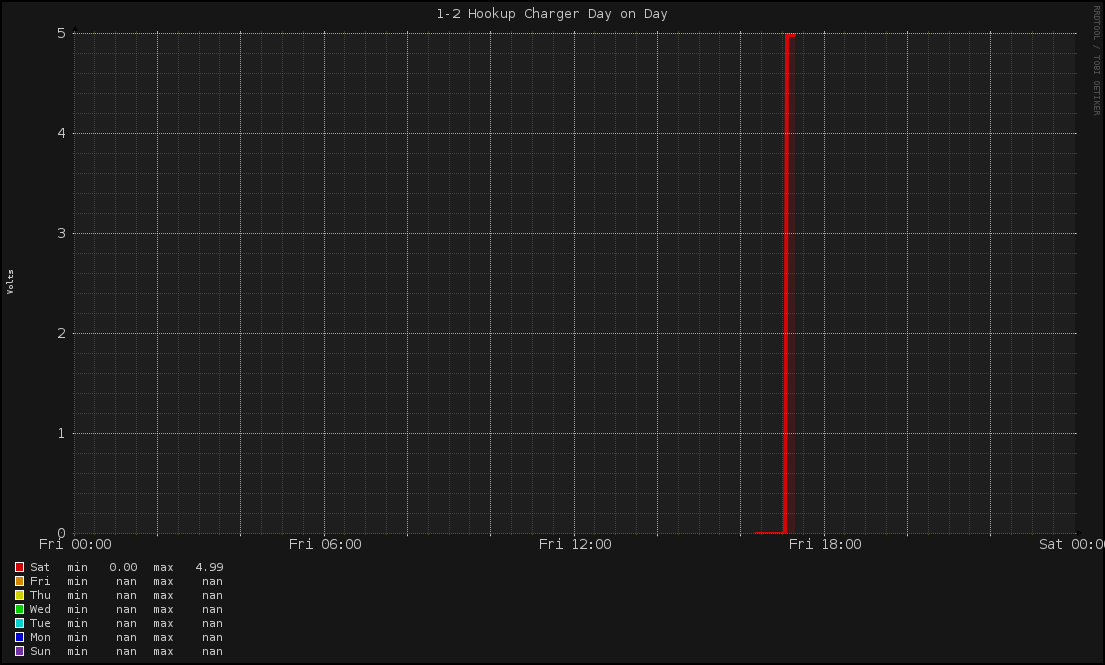 1-2 Hookup Charger Day on Day
RRDTOOL / TOBI OETIKER
Volts
5
4
3
2
1
0
Fri 00:00 Fri 06:00 Fri 12:00 Fri 18:00 Sat 00:00
Sat min 0.00 max 4.99
Fri min nan max nan
Thu min nan max nan
Wed min nan max nan
Tue min nan max nan
Mon min nan max nan
Sun min nan max nan